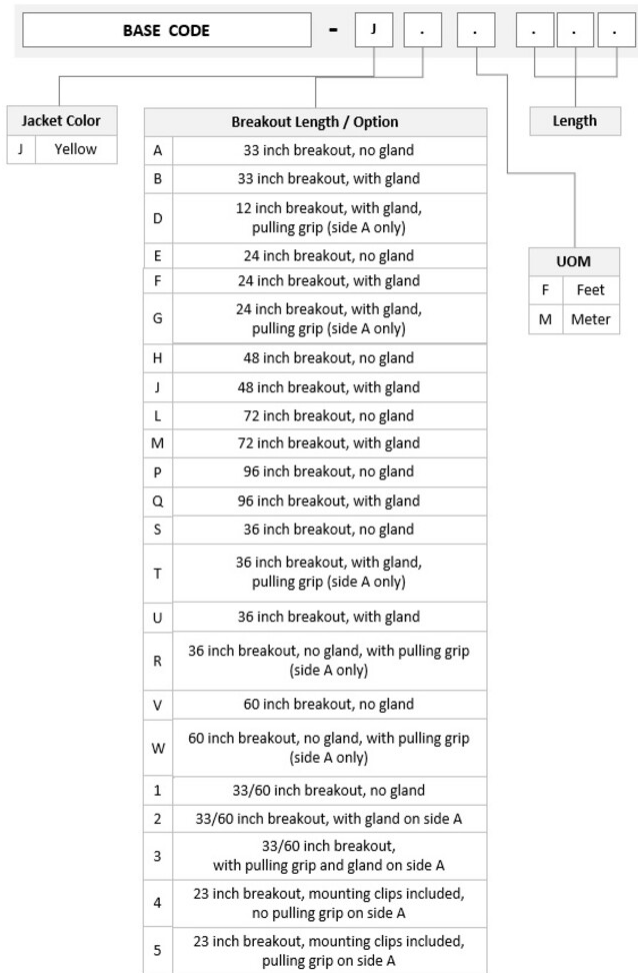 BASE CODE - J . . . . .
Jacket Color
J Yellow
Breakout Length / Option
A 33 inch breakout, no gland
B 33 inch breakout, with gland
D 12 inch breakout, with gland,
pulling grip (side A only)
E 24 inch breakout, no gland
F 24 inch breakout, with gland
G 24 inch breakout, with gland,
pulling grip (side A only)
H 48 inch breakout, no gland
J 48 inch breakout, with gland
L 72 inch breakout, no gland
M 72 inch breakout, with gland
P 96 inch breakout, no gland
Q 96 inch breakout, with gland
S 36 inch breakout, no gland
T 36 inch breakout, with gland,
pulling grip (side A only)
U 36 inch breakout, with gland
R 36 inch breakout, no gland, with pulling grip
(side A only)
V 60 inch breakout, no gland
W 60 inch breakout, no gland, with pulling grip
(side A only)
1 33/60 inch breakout, no gland
2 33/60 inch breakout, with gland on side A
3 33/60 inch breakout,
with pulling grip and gland on side A
4 23 inch breakout, mounting clips included,
no pulling grip on side A
5 23 inch breakout, mounting clips included,
pulling grip on side A
Length
UOM
F Feet
M Meter